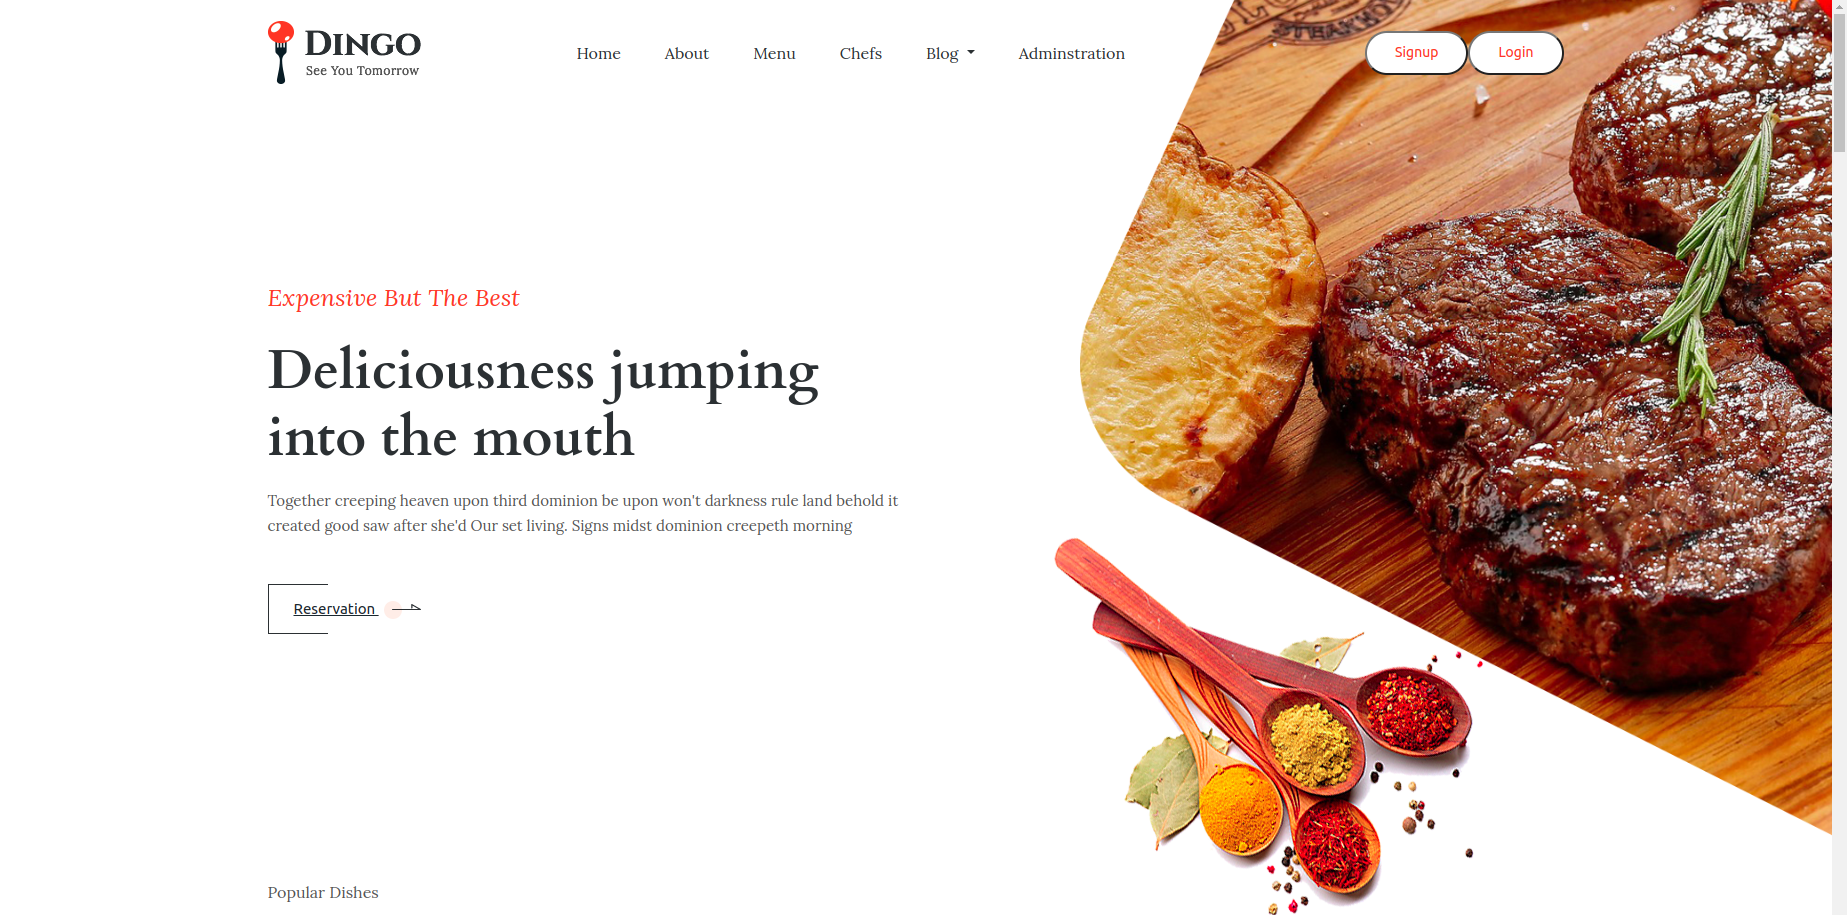 DINGO
See You Tomorrow
Home
About
Menu
Chefs
Blog
Adminstration
Signup
Login
Expensive But The Best
Deliciousness jumping
into the mouth
Together creeping heaven upon third dominion be upon won't darkness rule land behold it
created good saw after she'd Our set living. Signs midst dominion creepeth morning
Reservation
Popular Dishes